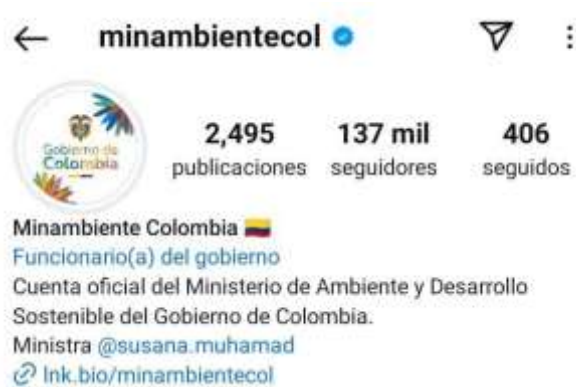 minambientecol
Gobierno de
Colombia
2,495
publicaciones
137 mil
seguidores
406
seguidos
Minambiente Colombia 🇨🇴
Funcionario(a) del gobierno
Cuenta oficial del Ministerio de Ambiente y Desarrollo
Sostenible del Gobierno de Colombia.
Ministra @susana.muhamad
lnk.bio/minambientecol